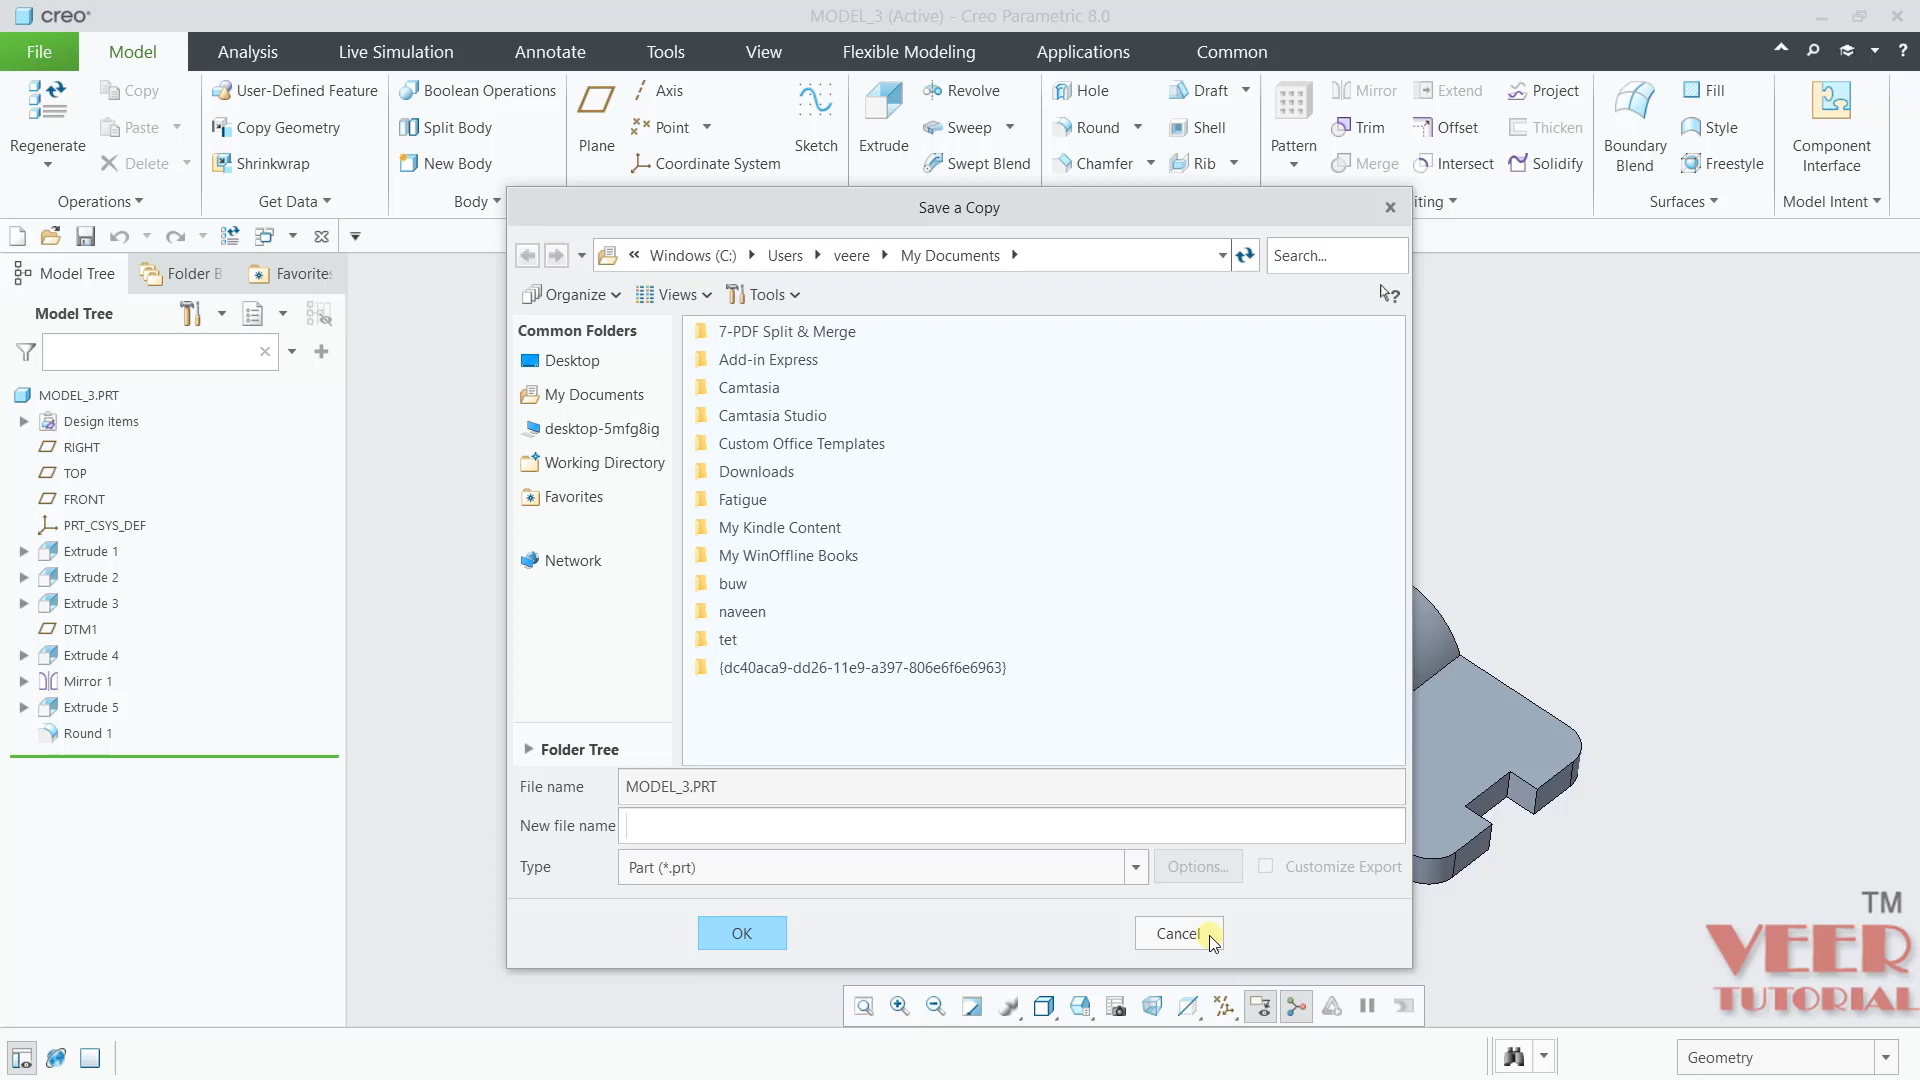 creo
MODEL_3 (Active) - Creo Parametric 8.0
File Model Analysis Live Simulation Annotate Tools View Flexible Modeling Applications Common
Regenerate
Copy
Paste
Delete
Operations
User-Defined Feature
Copy Geometry
Shrinkwrap
Get Data
Boolean Operations
Split Body
New Body
Body
Plane
Axis
Point
Coordinate System
Sketch
Extrude
Revolve
Sweep
Swept Blend
Hole
Round
Chamfer
Draft
Shell
Rib
Pattern
Mirror
Trim
Merge
Extend
Offset
Intersect
Project
Thicken
Solidify
iting
Boundary
Blend
Fill
Style
Freestyle
Surfaces
Component
Interface
Model Intent
Model Tree
Folder B
Favorites
Model Tree
MODEL_3.PRT
Design Items
RIGHT
TOP
FRONT
PRT_CSYS_DEF
Extrude 1
Extrude 2
Extrude 3
DTM1
Extrude 4
Mirror 1
Extrude 5
Round 1
Save a Copy
« Windows (C:) Users veere My Documents
Search...
Organize Views Tools
Common Folders
Desktop
My Documents
desktop-5mfg8ig
Working Directory
Favorites
Network
Folder Tree
7-PDF Split & Merge
Add-in Express
Camtasia
Camtasia Studio
Custom Office Templates
Downloads
Fatigue
My Kindle Content
My WinOffline Books
buw
naveen
tet
{dc40aca9-dd26-11e9-a397-806e6f6e6963}
File name MODEL_3.PRT
New file name
Type Part (*.prt) Options... Customize Export
OK Cancel
TM
VEER
TUTORIAL
Geometry